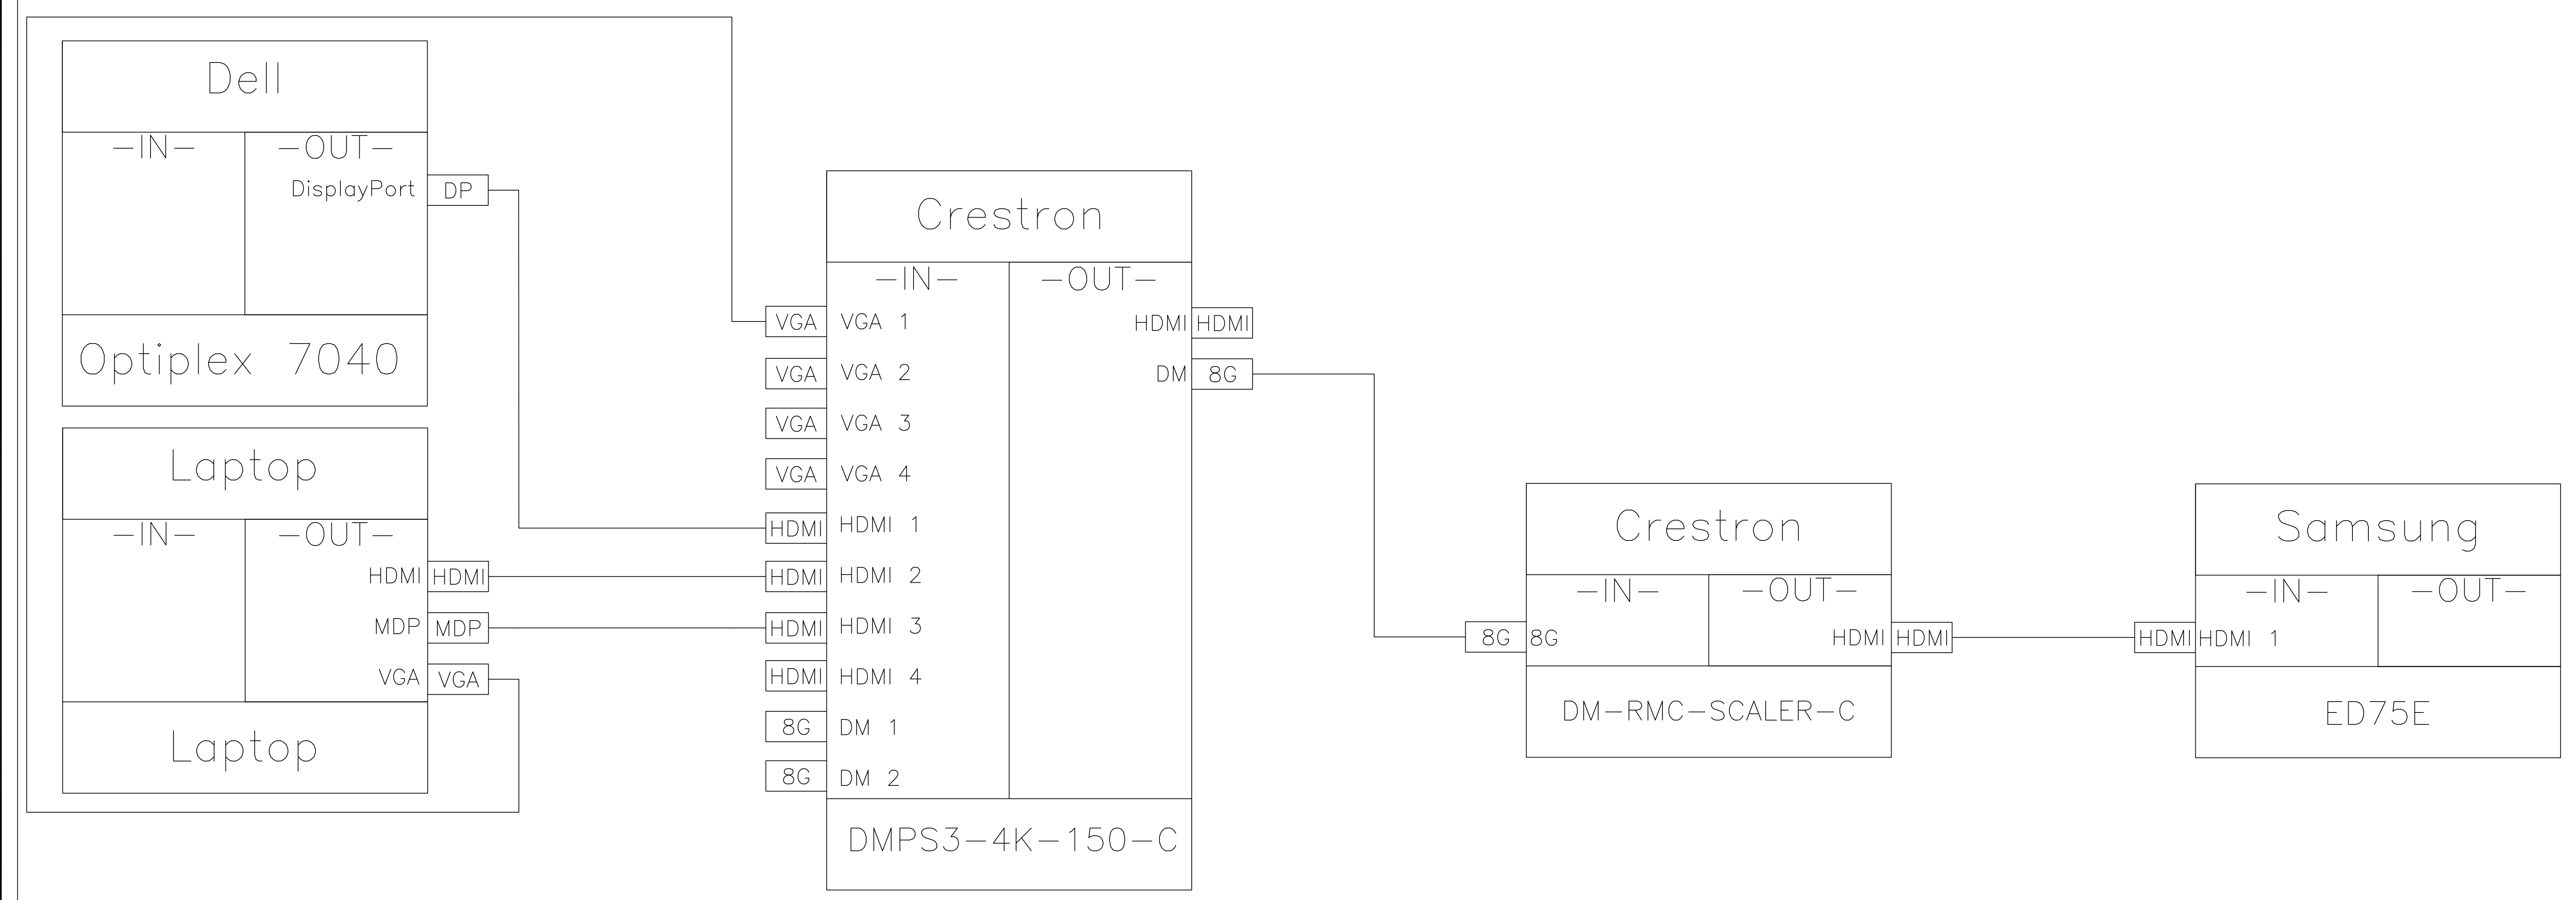 Dell
-IN- -OUT-
DisplayPort DP
Optiplex 7040
Laptop
-IN- -OUT-
HDMI HDMI
MDP MDP
VGA VGA
Laptop
Crestron
-IN- -OUT-
VGA VGA 1 HDMI HDMI
VGA VGA 2 DM 8G
VGA VGA 3
VGA VGA 4
HDMI HDMI 1
HDMI HDMI 2
HDMI HDMI 3
HDMI HDMI 4
8G DM 1
8G DM 2
DMPS3-4K-150-C
Crestron
-IN- -OUT-
8G 8G HDMI HDMI
DM-RMC-SCALER-C
Samsung
-IN- -OUT-
HDMI HDMI 1
ED75E